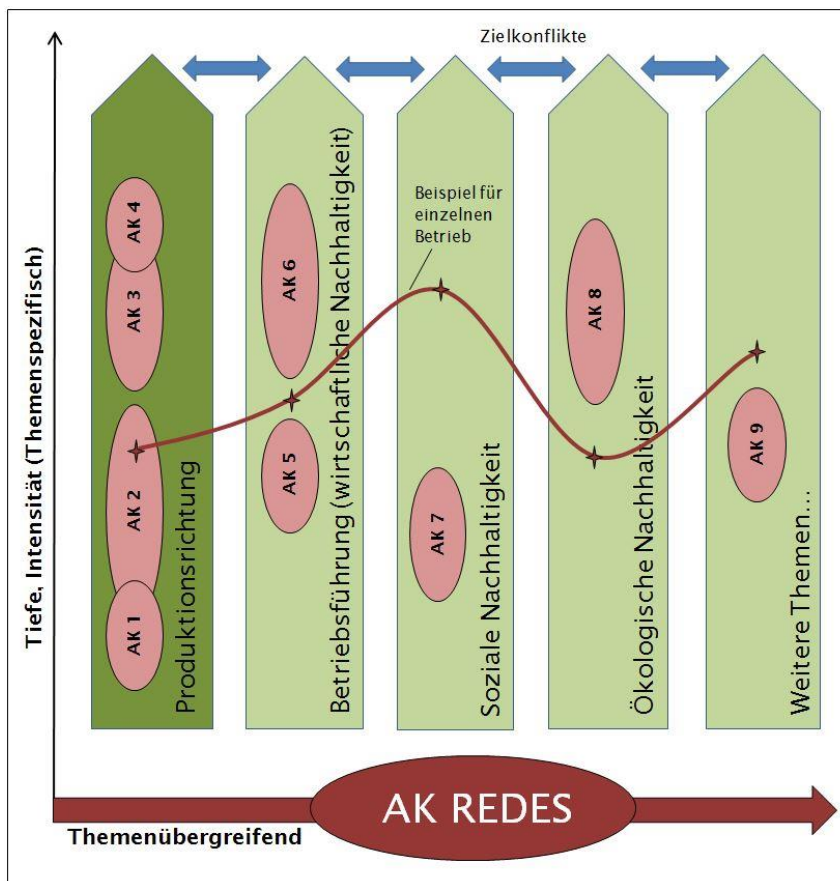 Zielkonflikte
Tiefe, Intensität (Themenspezifisch)
AK 4
AK 3
AK 2
AK 1
Produktionsrichtung
AK 6
AK 5
Betriebsführung (wirtschaftliche Nachhaltigkeit)
Beispiel für
einzelnen
Betrieb
AK 7
Soziale Nachhaltigkeit
AK 8
Ökologische Nachhaltigkeit
AK 9
Weitere Themen...
AK REDES
Themenübergreifend